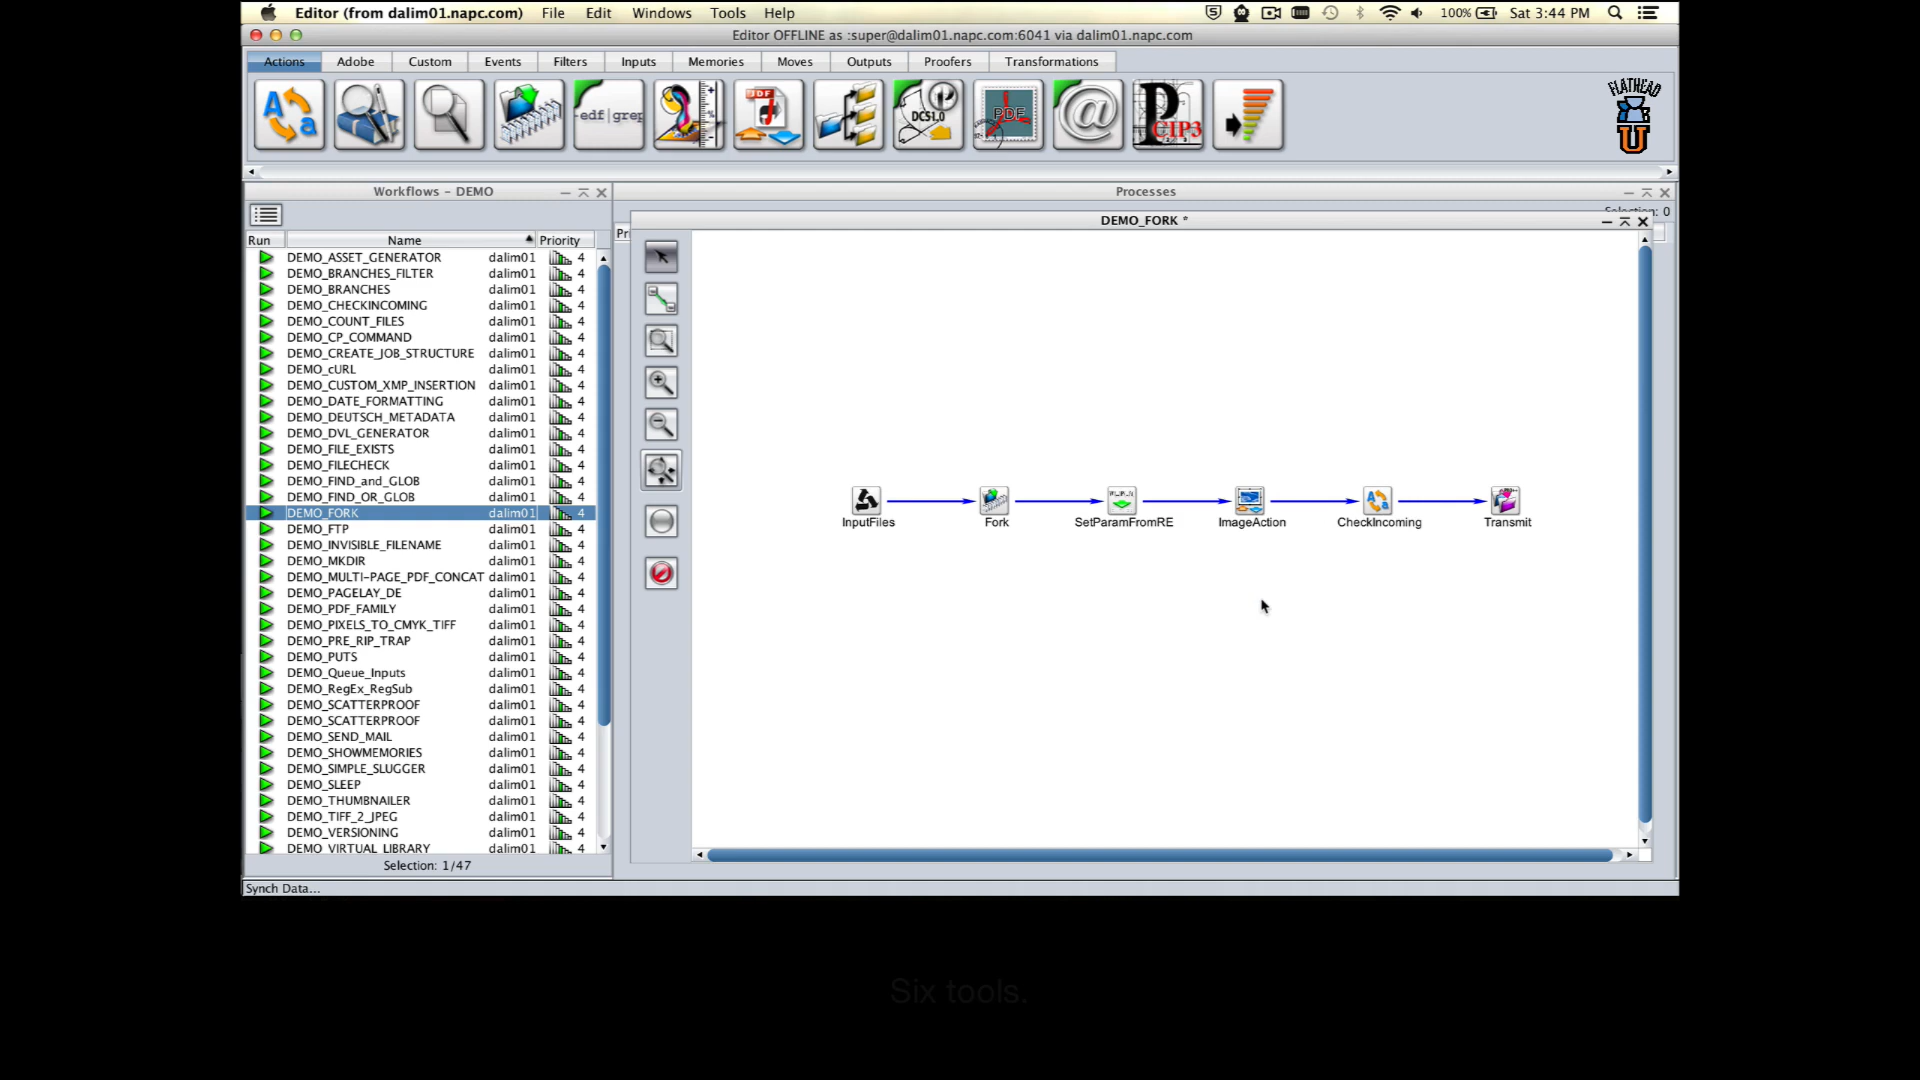 Editor (from dalim01.napc.com) File Edit Windows Tools Help 100% Sat 3:44 PM
Editor OFFLINE as :super@dalim01.napc.com:6041 via dalim01.napc.com
Actions Adobe Custom Events Filters Inputs Memories Moves Outputs Proofers Transformations
A a -edf|grep PDF DCS1.0 PDF @ P CIP3
FLATHEAD
U
Workflows - DEMO
Processes
Selection: 0
DEMO_FORK *
Run Name Priority
Pr
DEMO_ASSET_GENERATOR dalim01 4
DEMO_BRANCHES_FILTER dalim01 4
DEMO_BRANCHES dalim01 4
DEMO_CHECKINCOMING dalim01 4
DEMO_COUNT_FILES dalim01 4
DEMO_CP_COMMAND dalim01 4
DEMO_CREATE_JOB_STRUCTURE dalim01 4
DEMO_cURL dalim01 4
DEMO_CUSTOM_XMP_INSERTION dalim01 4
DEMO_DATE_FORMATTING dalim01 4
DEMO_DEUTSCH_METADATA dalim01 4
DEMO_DVL_GENERATOR dalim01 4
DEMO_FILE_EXISTS dalim01 4
DEMO_FILECHECK dalim01 4
DEMO_FIND_and_GLOB dalim01 4
DEMO_FIND_OR_GLOB dalim01 4
DEMO_FORK dalim01 4
DEMO_FTP dalim01 4
DEMO_INVISIBLE_FILENAME dalim01 4
DEMO_MKDIR dalim01 4
DEMO_MULTI-PAGE_PDF_CONCAT dalim01 4
DEMO_PAGELAY_DE dalim01 4
DEMO_PDF_FAMILY dalim01 4
DEMO_PIXELS_TO_CMYK_TIFF dalim01 4
DEMO_PRE_RIP_TRAP dalim01 4
DEMO_PUTS dalim01 4
DEMO_Queue_Inputs dalim01 4
DEMO_RegEx_RegSub dalim01 4
DEMO_SCATTERPROOF dalim01 4
DEMO_SCATTERPROOF dalim01 4
DEMO_SEND_MAIL dalim01 4
DEMO_SHOWMEMORIES dalim01 4
DEMO_SIMPLE_SLUGGER dalim01 4
DEMO_SLEEP dalim01 4
DEMO_THUMBNAILER dalim01 4
DEMO_TIFF_2_JPEG dalim01 4
DEMO_VERSIONING dalim01 4
DEMO_VIRTUAL_LIBRARY dalim01 4
InputFiles Fork SetParamFromRE ImageAction CheckIncoming Transmit
Selection: 1/47
Synch Data...
Six tools.